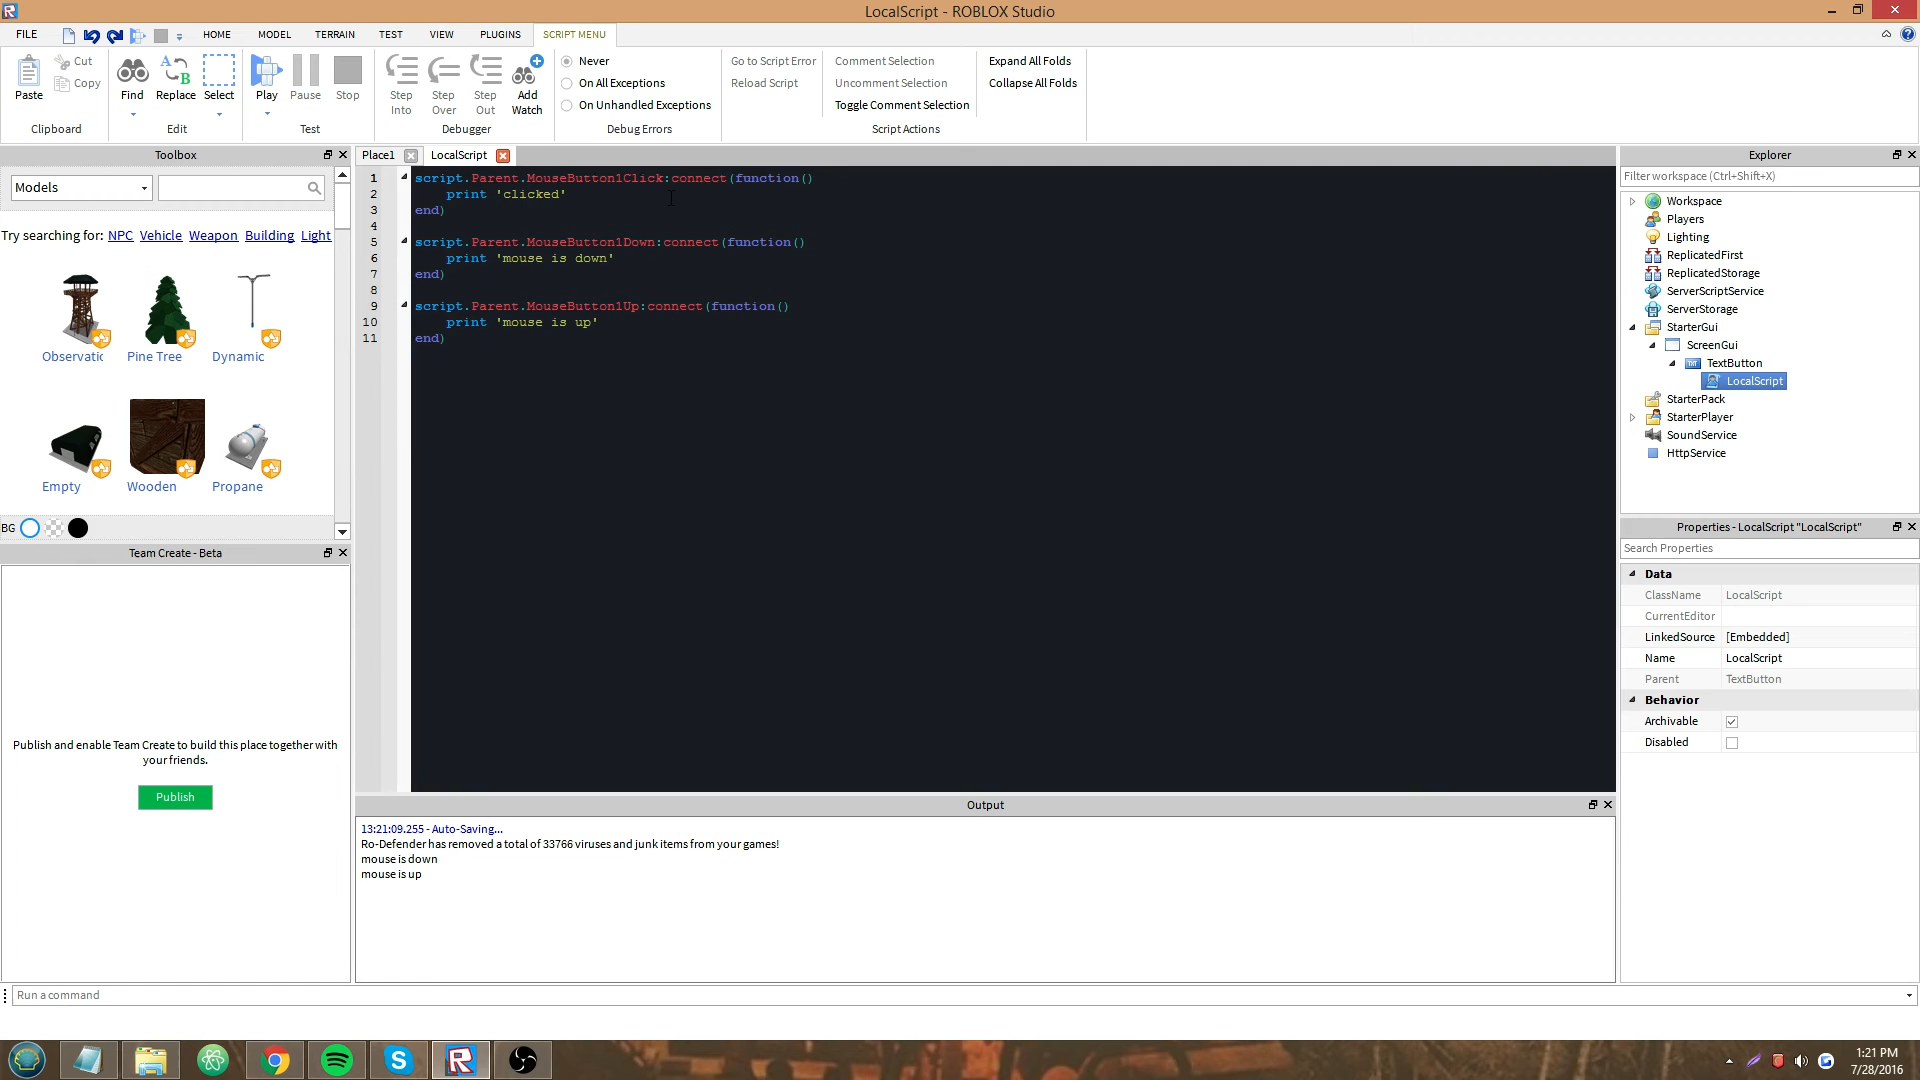 LocalScript - ROBLOX Studio
FILE
HOME
MODEL
TERRAIN
TEST
VIEW
PLUGINS
SCRIPT MENU
Paste
Cut
Copy
Clipboard
Find
Replace
Select
Edit
Play
Pause
Stop
Test
Step Into
Step Over
Step Out
Add Watch
Debugger
Never
On All Exceptions
On Unhandled Exceptions
Debug Errors
Go to Script Error
Reload Script
Comment Selection
Uncomment Selection
Toggle Comment Selection
Expand All Folds
Collapse All Folds
Script Actions
Toolbox
Models
Try searching for: NPC Vehicle Weapon Building Light
Observatic
Pine Tree
Dynamic
Empty
Wooden
Propane
BG
Team Create - Beta
Publish and enable Team Create to build this place together with
your friends.
Publish
Place1
LocalScript
1 script.Parent.MouseButton1Click:connect(function()
2 print 'clicked'
3 end)
4
5 script.Parent.MouseButton1Down:connect(function()
6 print 'mouse is down'
7 end)
8
9 script.Parent.MouseButton1Up:connect(function()
10 print 'mouse is up'
11 end)
Output
13:21:09.255 - Auto-Saving...
Ro-Defender has removed a total of 33766 viruses and junk items from your games!
mouse is down
mouse is up
Explorer
Filter workspace (Ctrl+Shift+X)
Workspace
Players
Lighting
ReplicatedFirst
ReplicatedStorage
ServerScriptService
ServerStorage
StarterGui
ScreenGui
TextButton
LocalScript
StarterPack
StarterPlayer
SoundService
HttpService
Properties - LocalScript "LocalScript"
Search Properties
Data
ClassName LocalScript
CurrentEditor
LinkedSource [Embedded]
Name LocalScript
Parent TextButton
Behavior
Archivable
Disabled
Run a command
1:21 PM
7/28/2016